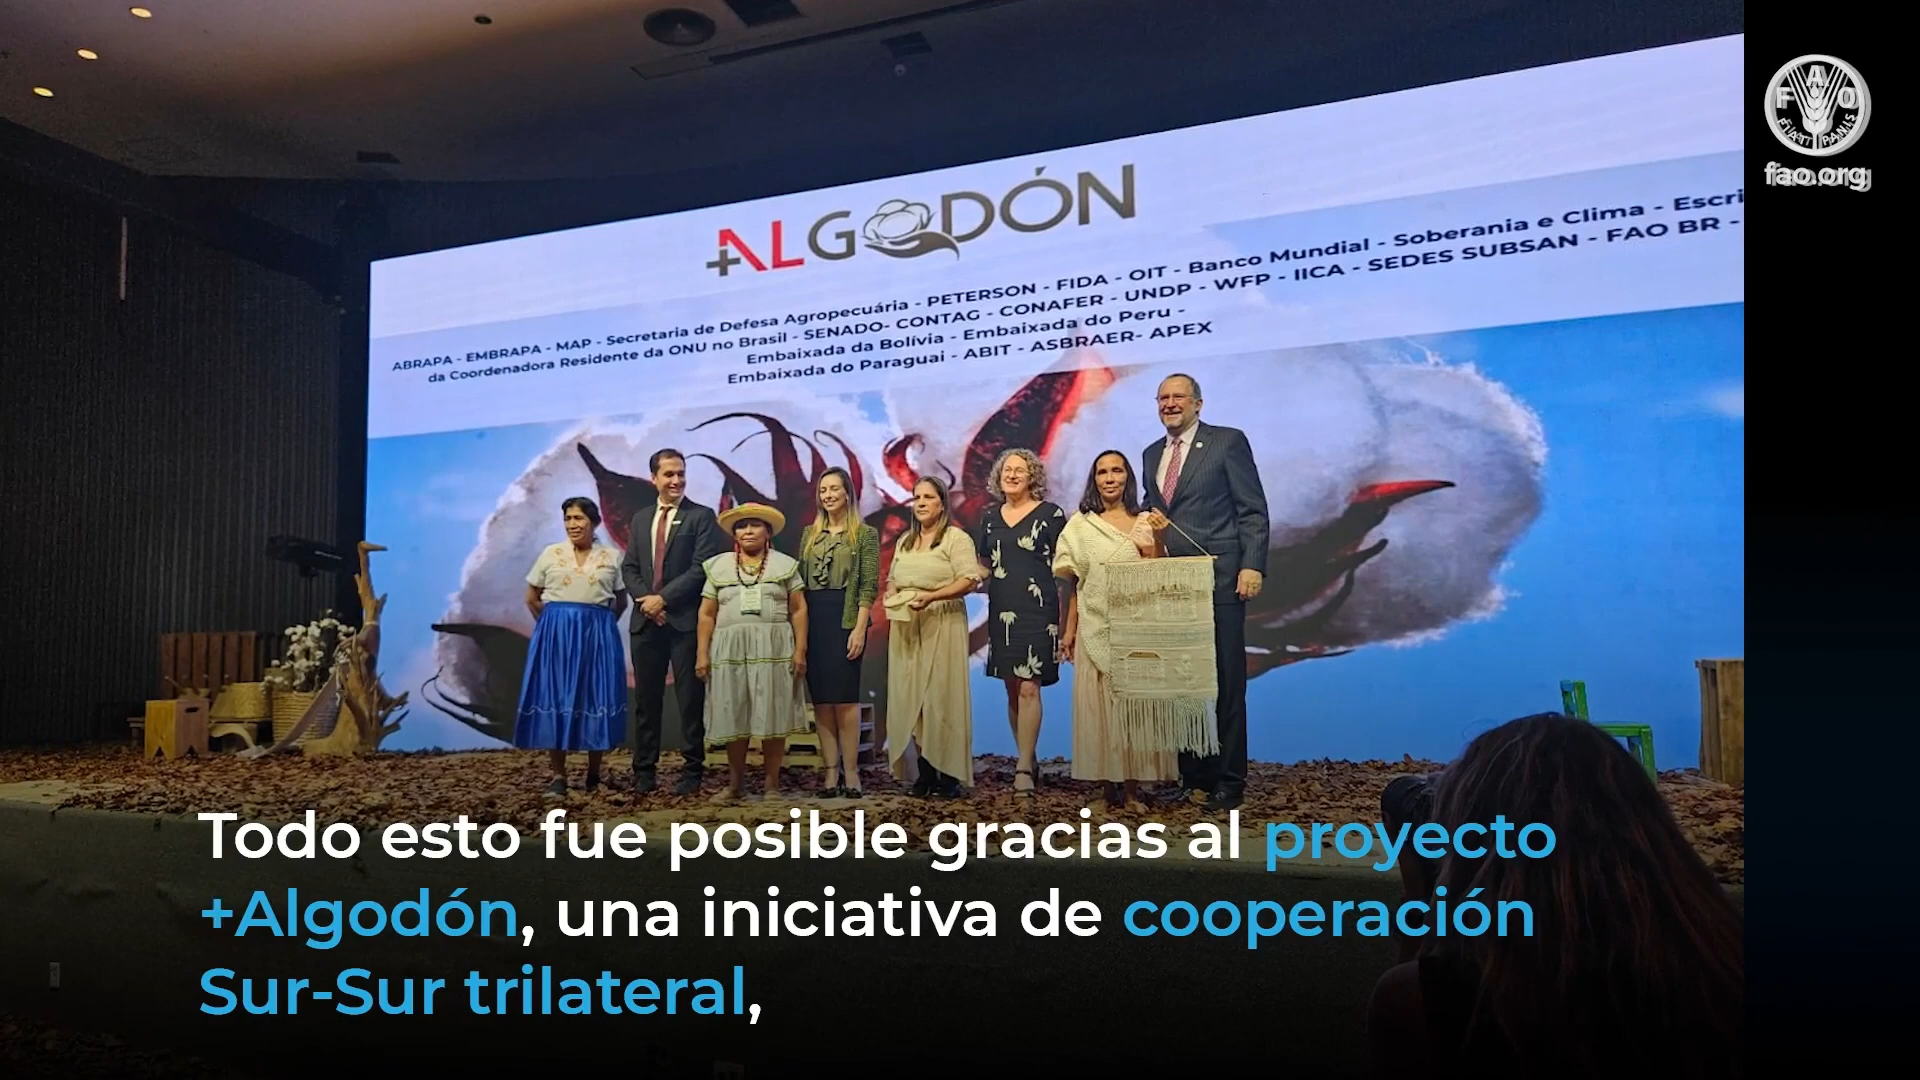 FAO
FIAT PANIS
fao.org
+ALGODÓN
ABRAPA - EMBRAPA - MAP - Secretaria de Defesa Agropecuária - PETERSON - FIDA - OIT - Banco Mundial - Soberania e Clima - Escri
da Coordenadora Residente da ONU no Brasil - SENADO- CONTAG - CONAFER - UNDP - WFP - IICA - SEDES SUBSAN - FAO BR -
Embaixada da Bolívia - Embaixada do Peru -
Embaixada do Paraguai - ABIT - ASBRAER- APEX
Todo esto fue posible gracias al proyecto
+Algodón, una iniciativa de cooperación
Sur-Sur trilateral,